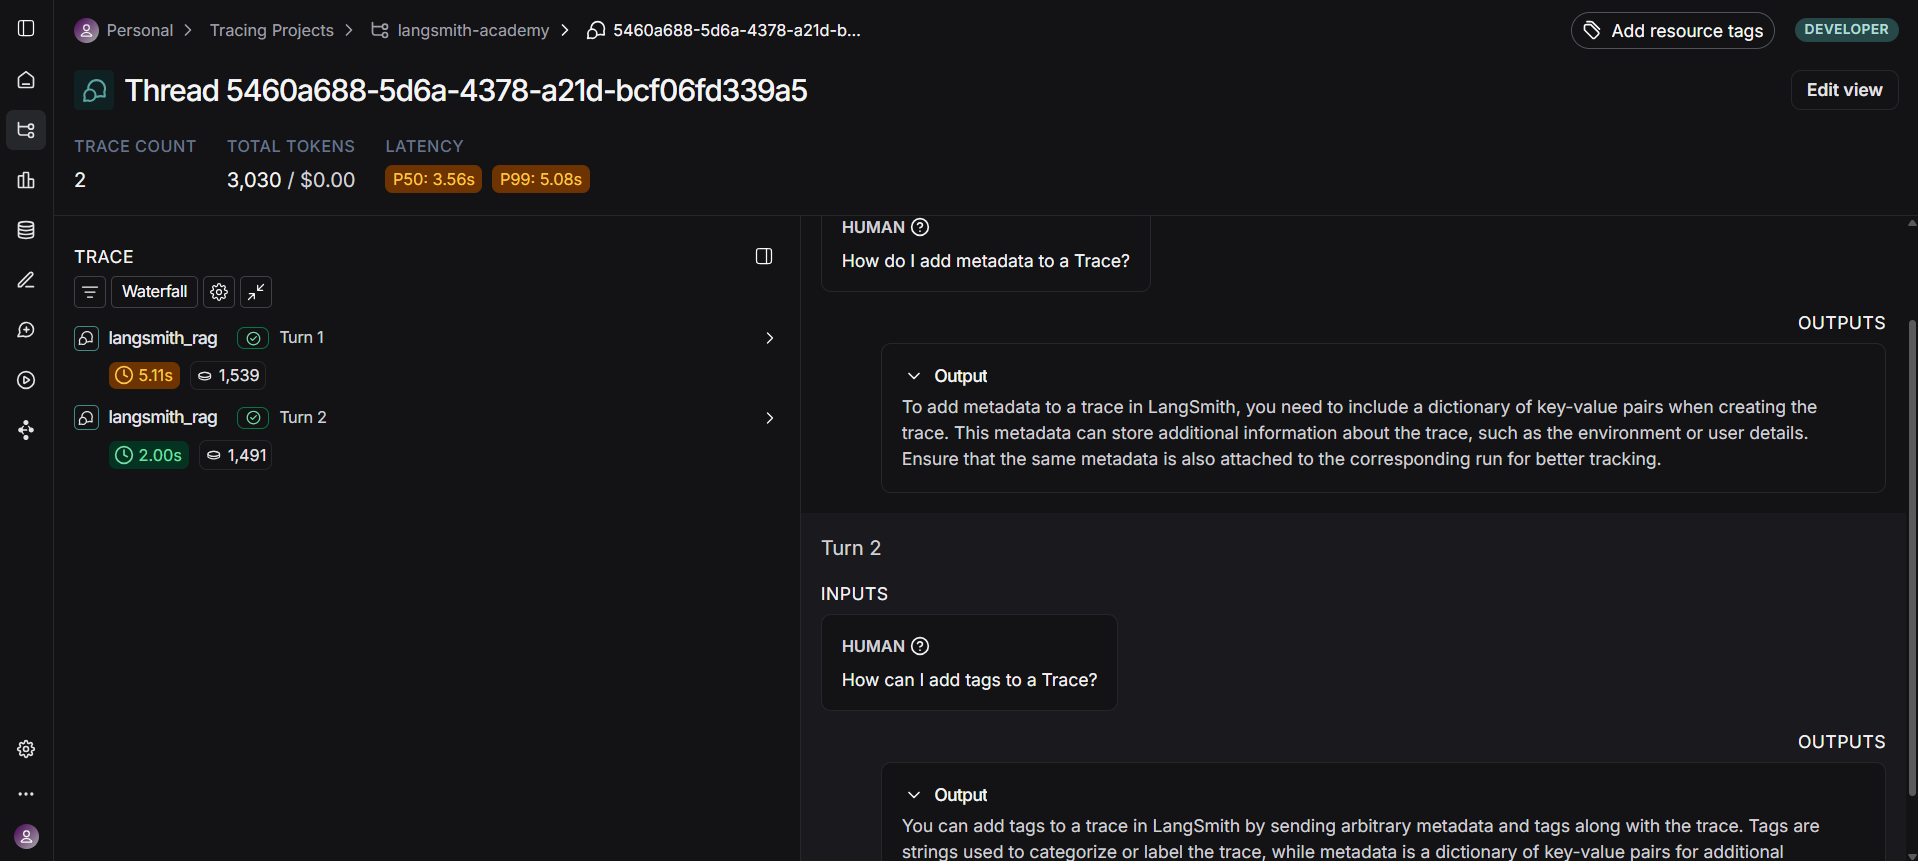 Personal
Tracing Projects
langsmith-academy
5460a688-5d6a-4378-a21d-b...
Add resource tags
DEVELOPER
Thread 5460a688-5d6a-4378-a21d-bcf06fd339a5
Edit view
TRACE COUNT
TOTAL TOKENS
LATENCY
2
3,030 / $0.00
P50: 3.56s
P99: 5.08s
TRACE
Waterfall
langsmith_rag
Turn 1
5.11s
1,539
langsmith_rag
Turn 2
2.00s
1,491
HUMAN
How do I add metadata to a Trace?
OUTPUTS
Output
To add metadata to a trace in LangSmith, you need to include a dictionary of key-value pairs when creating the
trace. This metadata can store additional information about the trace, such as the environment or user details.
Ensure that the same metadata is also attached to the corresponding run for better tracking.
Turn 2
INPUTS
HUMAN
How can I add tags to a Trace?
OUTPUTS
Output
You can add tags to a trace in LangSmith by sending arbitrary metadata and tags along with the trace. Tags are
strings used to categorize or label the trace, while metadata is a dictionary of key-value pairs for additional